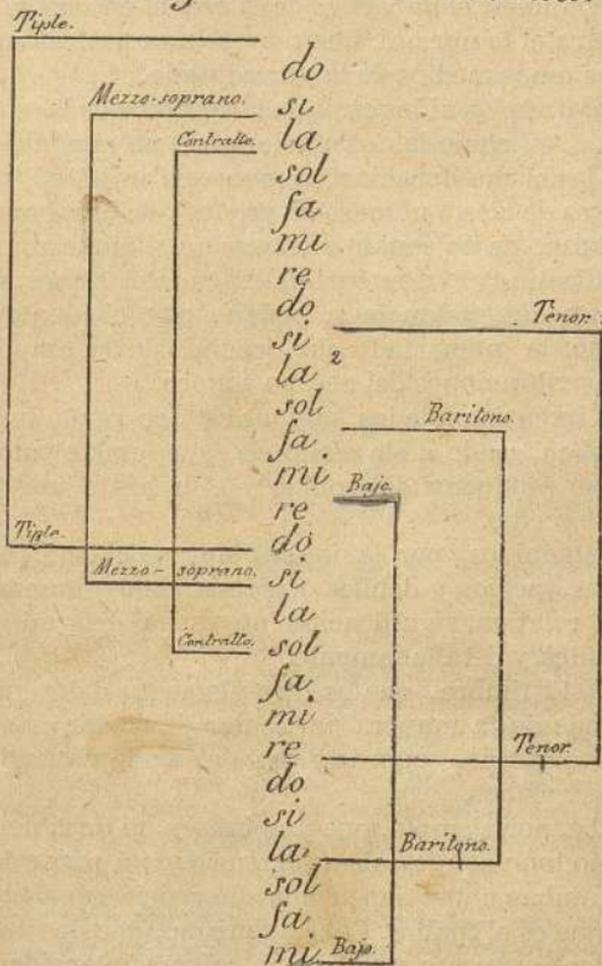 Tiple.
do
Mezzo-soprano. si
Contralto. la
sol
fa
mi
re
do
Tenor.
si
2
la
sol
Baritono.
fa
mi
Bajo.
re
Tiple. do
Mezzo-soprano. si
la
Contralto. sol
fa
mi
re Tenor.
do
si
la Baritono.
sol
fa
mi Bajo.